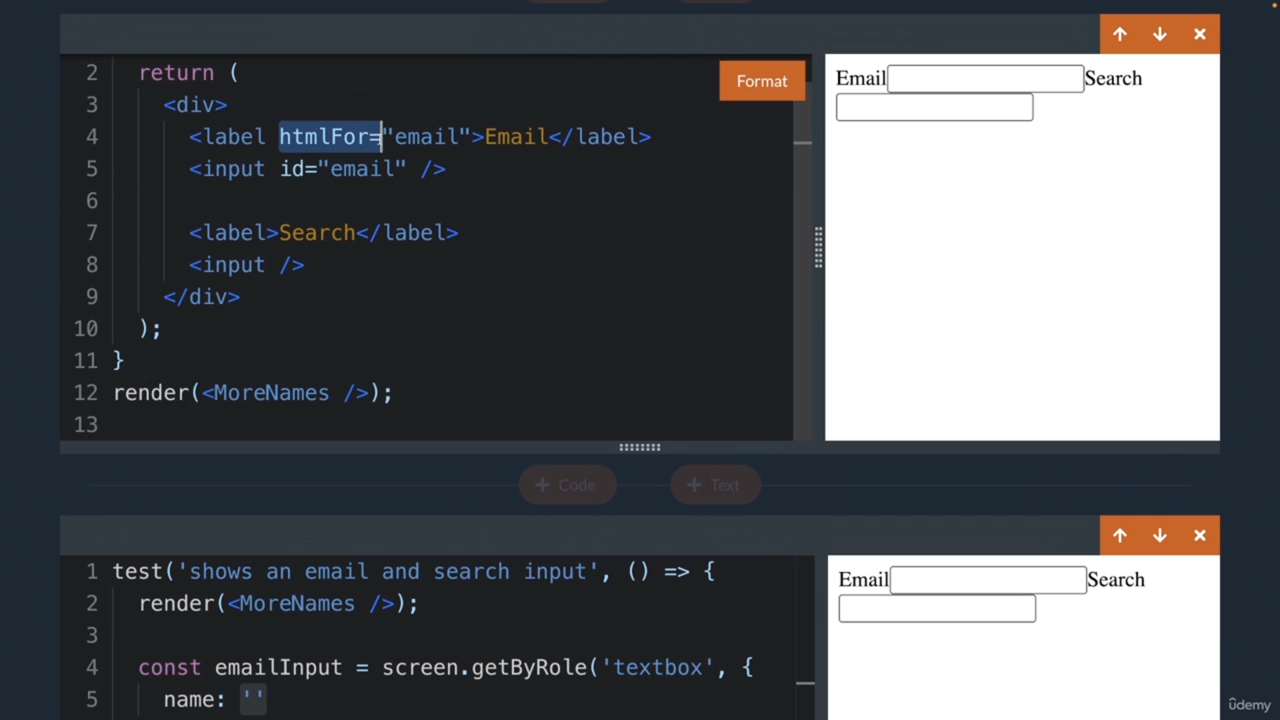 Format
2 return (
3 <div>
4 <label htmlFor="email">Email</label>
5 <input id="email" />
6
7 <label>Search</label>
8 <input />
9 </div>
10 );
11 }
12 render(<MoreNames />);
13
Email Search
+ Code + Text
1 test('shows an email and search input', () => {
2 render(<MoreNames />);
3
4 const emailInput = screen.getByRole('textbox', {
5 name: ''
Email Search
ûdemy